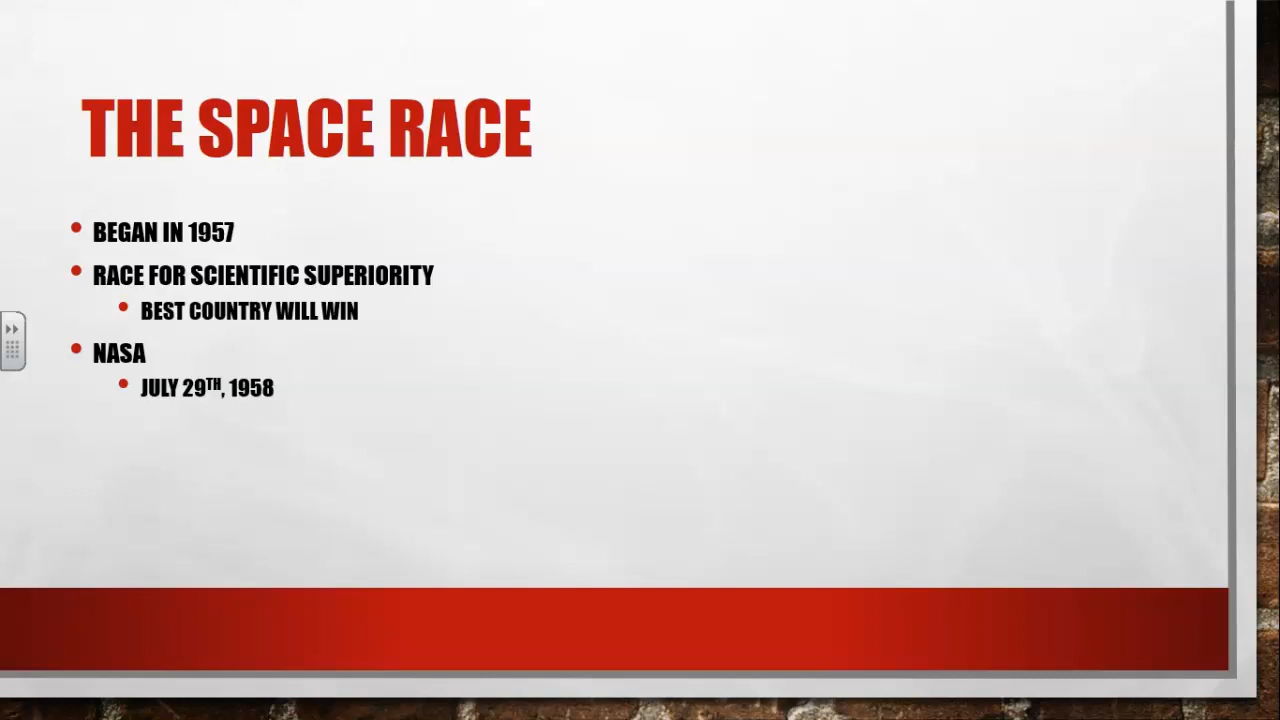 THE SPACE RACE
• BEGAN IN 1957
• RACE FOR SCIENTIFIC SUPERIORITY
• BEST COUNTRY WILL WIN
• NASA
• JULY 29TH, 1958